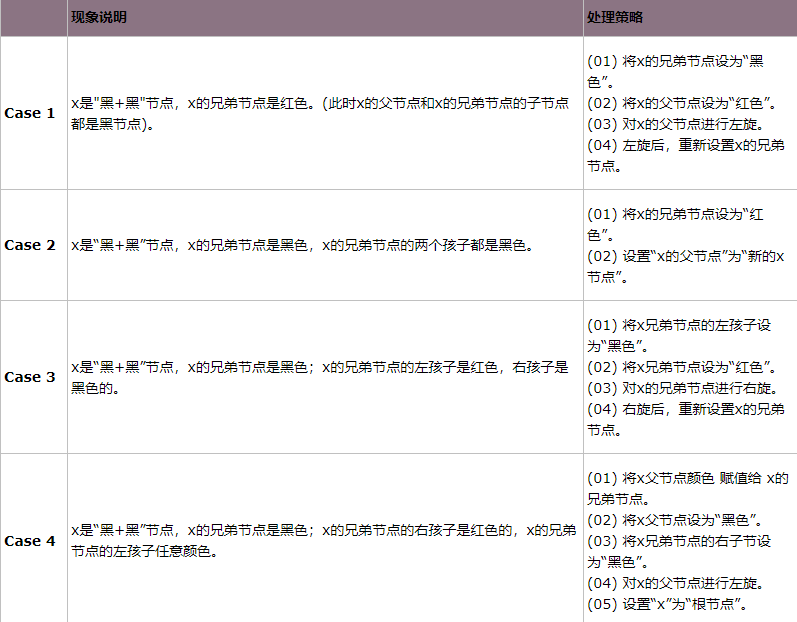 现象说明
处理策略
Case 1
x是"黑+黑"节点，x的兄弟节点是红色。(此时x的父节点和x的兄弟节点的子节点
都是黑节点)。
(01) 将x的兄弟节点设为“黑
色”。
(02) 将x的父节点设为“红色”。
(03) 对x的父节点进行左旋。
(04) 左旋后，重新设置x的兄弟
节点。
Case 2
x是“黑+黑”节点，x的兄弟节点是黑色，x的兄弟节点的两个孩子都是黑色。
(01) 将x的兄弟节点设为“红
色”。
(02) 设置“x的父节点”为“新的x
节点”。
Case 3
x是“黑+黑”节点，x的兄弟节点是黑色；x的兄弟节点的左孩子是红色，右孩子是
黑色的。
(01) 将x兄弟节点的左孩子设
为“黑色”。
(02) 将x兄弟节点设为“红色”。
(03) 对x的兄弟节点进行右旋。
(04) 右旋后，重新设置x的兄弟
节点。
Case 4
x是“黑+黑”节点，x的兄弟节点是黑色；x的兄弟节点的右孩子是红色的，x的兄弟
节点的左孩子任意颜色。
(01) 将x父节点颜色 赋值给 x的
兄弟节点。
(02) 将x父节点设为“黑色”。
(03) 将x兄弟节点的右子节设
为“黑色”。
(04) 对x的父节点进行左旋。
(05) 设置“x”为“根节点”。